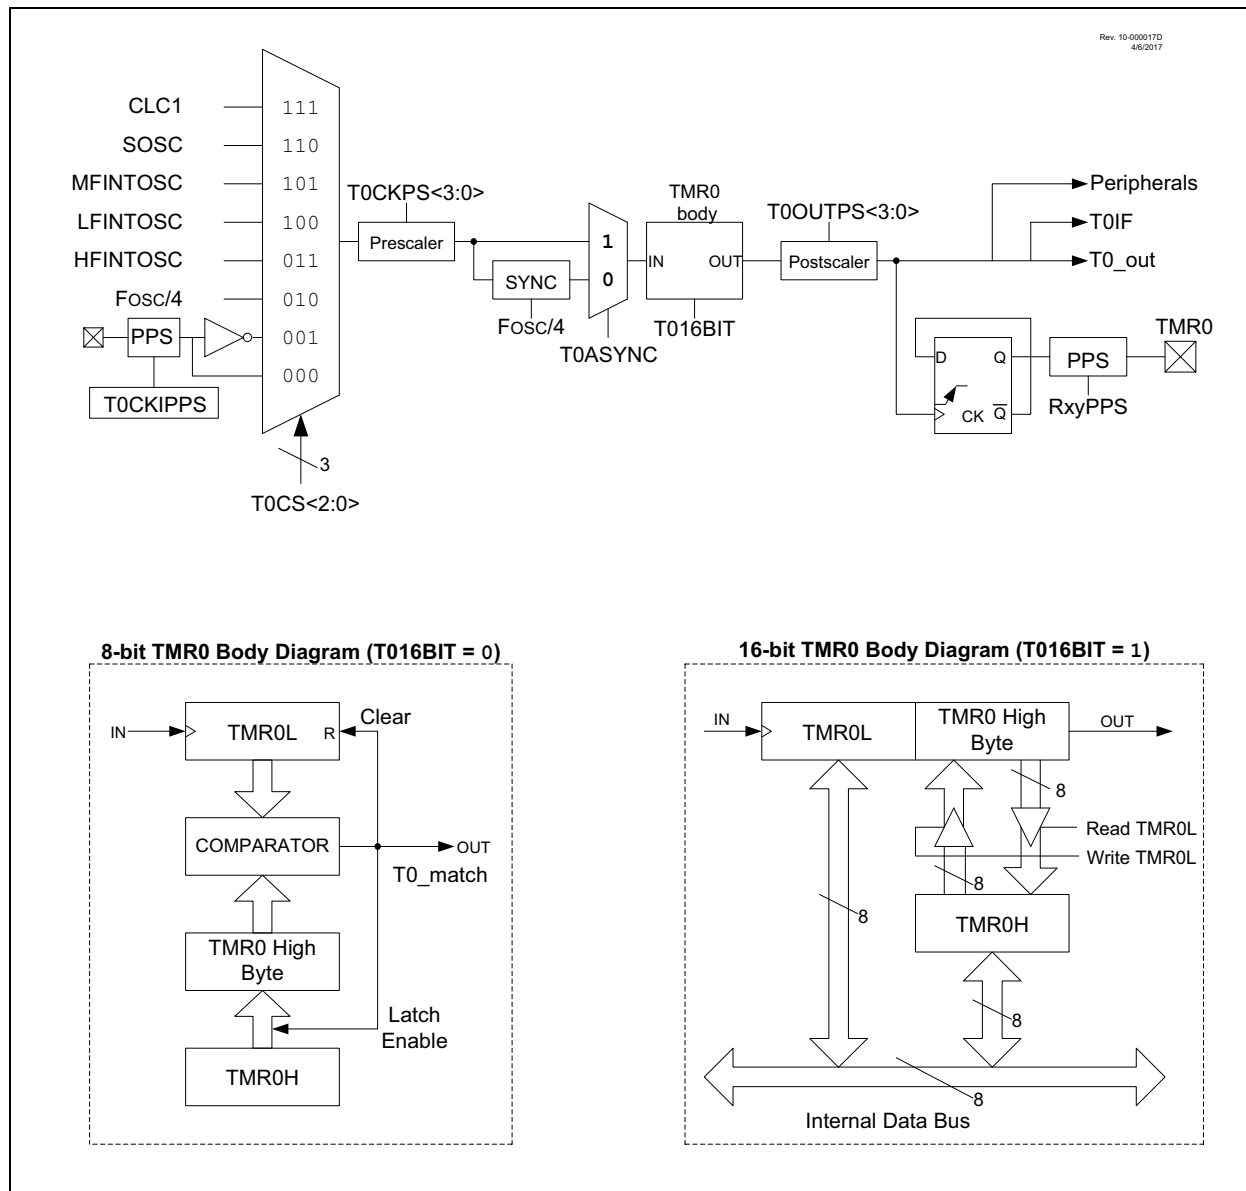 Rev. 10-000017D
4/6/2017
CLC1
111
SOSC
110
MFINTOSC
101
LFINTOSC
100
HFINTOSC
011
FOSC/4
010
PPS
001
000
T0CKIPPS
3
T0CS<2:0>
T0CKPS<3:0>
Prescaler
SYNC
FOSC/4
1
0
T0ASYNC
TMR0
body
IN
OUT
T016BIT
T0OUTPS<3:0>
Postscaler
Peripherals
T0IF
T0_out
D
Q
CK
Q
PPS
RxyPPS
TMR0
8-bit TMR0 Body Diagram (T016BIT = 0)
IN
TMR0L
R
Clear
COMPARATOR
OUT
T0_match
TMR0 High
Byte
Latch
Enable
TMR0H
16-bit TMR0 Body Diagram (T016BIT = 1)
IN
TMR0L
TMR0 High
Byte
OUT
8
Read TMR0L
Write TMR0L
8
8
TMR0H
8
8
Internal Data Bus